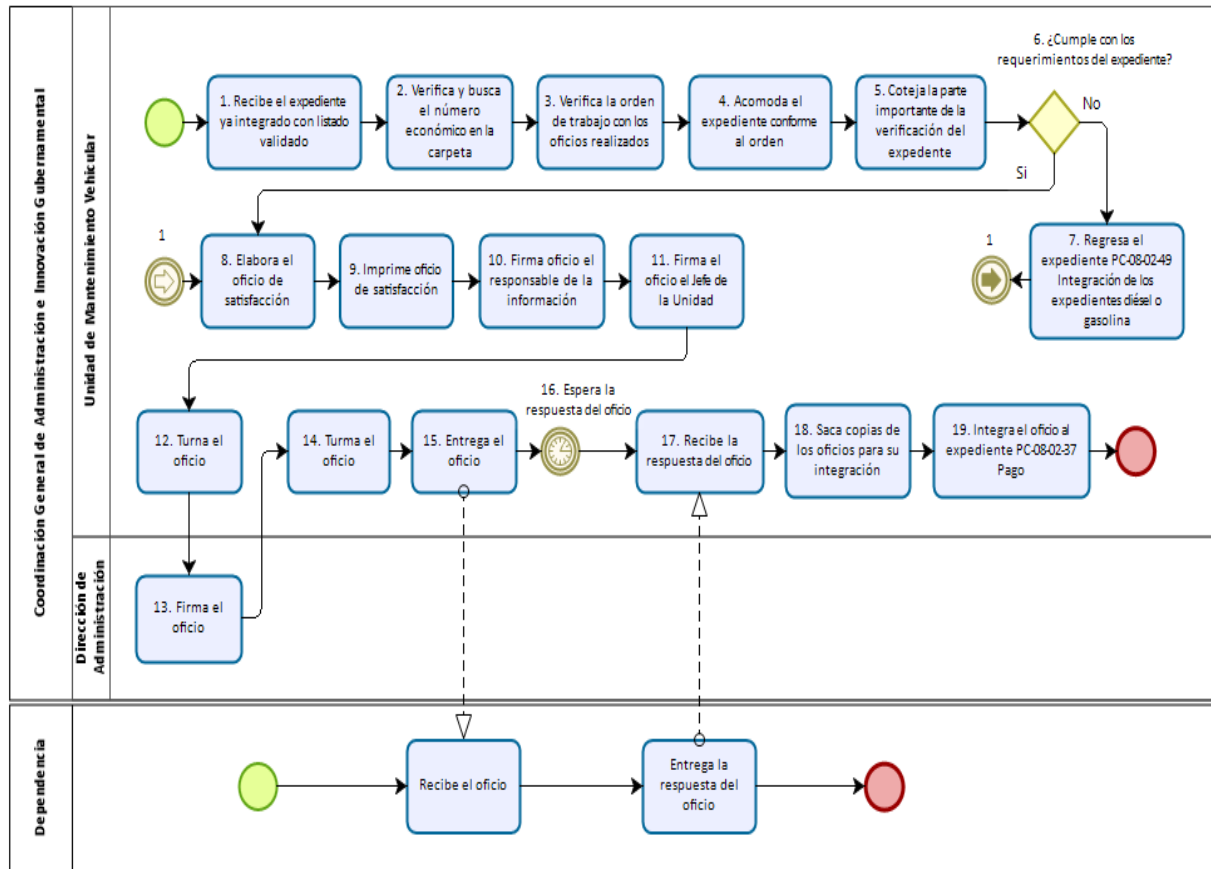 Coordinación General de Administración e Innovación Gubernamental
Unidad de Mantenimiento Vehicular
1. Recibe el expediente
ya integrado con listado
validado
2. Verifica y busca
el número
económico en la
carpeta
3. Verifica la orden
de trabajo con los
oficios realizados
4. Acomoda el
expediente conforme
al orden
5. Coteja la parte
importante de la
verificación del
expedente
6. ¿Cumple con los
requerimientos del expediente?
No
Si
1
8. Elabora el
oficio de
satisfacción
9. Imprime oficio
de satisfacción
10. Firma oficio el
responsable de la
información
11. Firma el
oficio el Jefe de
la Unidad
1
7. Regresa el
expediente PC-08-02-49
Integración de los
expedientes diésel o
gasolina
12. Turna el
oficio
14. Turma el
oficio
15. Entrega el
oficio
16. Espera la
respuesta del oficio
17. Recibe la
respuesta del oficio
18. Saca copias de
los oficios para su
integración
19. Integra el oficio al
expediente PC-08-02-37
Pago
Dirección de
Administración
13. Firma el
oficio
Dependencia
Recibe el oficio
Entrega la
respuesta del
oficio